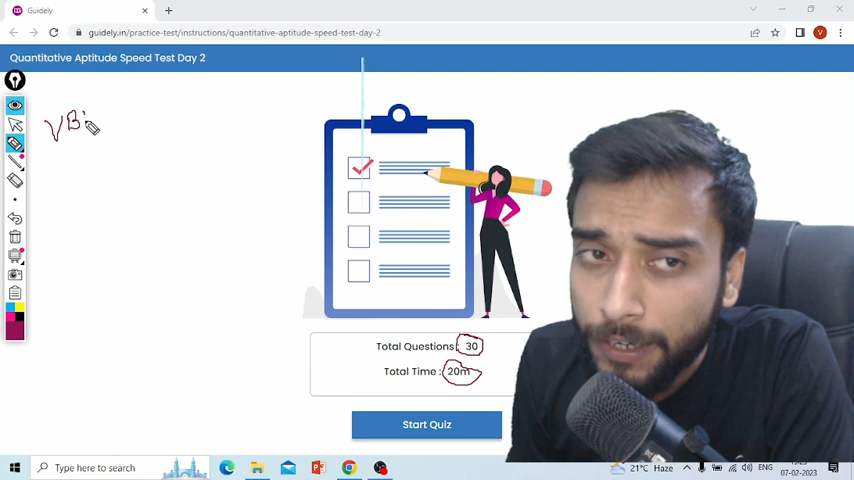 Guidely
guidely.in/practice-test/instructions/quantitative-aptitude-speed-test-day-2
Quantitative Aptitude Speed Test Day 2
Total Questions : 30
Total Time : 20m
Start Quiz
Type here to search
21°C Haze
ENG
07-02-2023
V